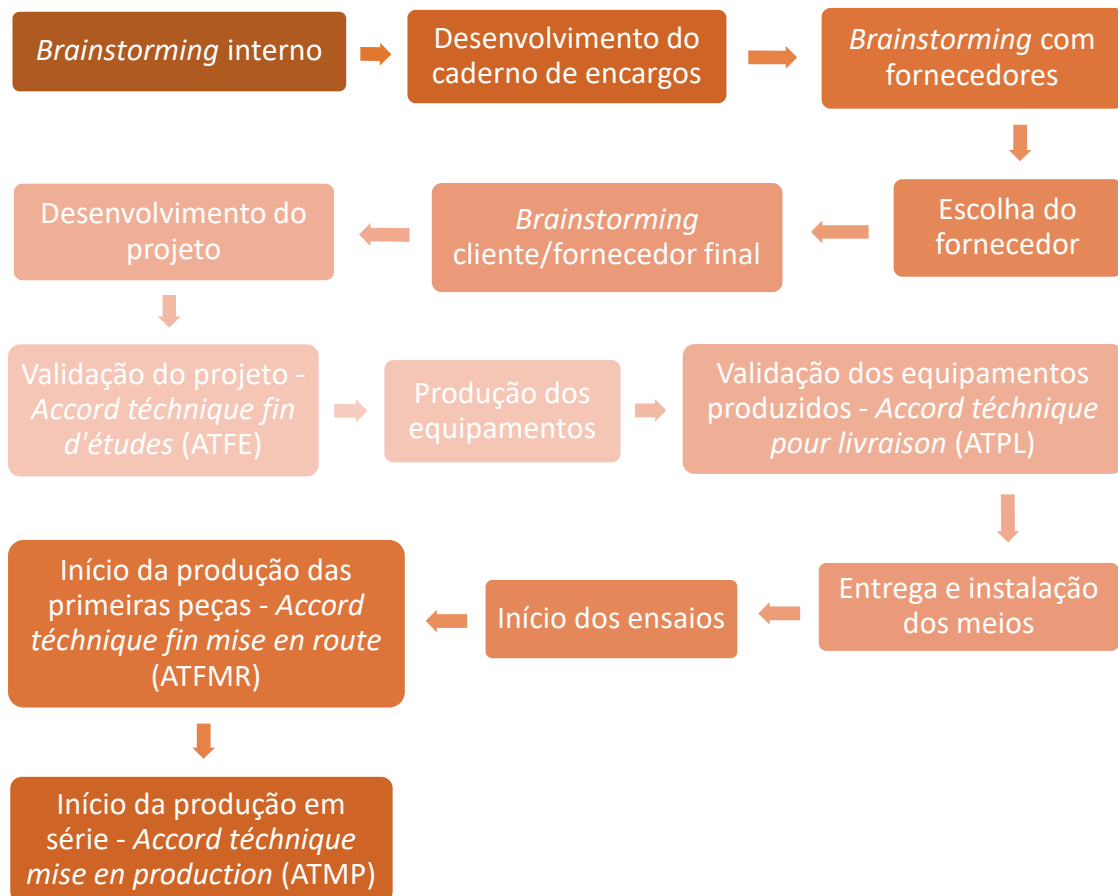 Brainstorming interno
Desenvolvimento do
caderno de encargos
Brainstorming com
fornecedores
Escolha do
fornecedor
Brainstorming
cliente/fornecedor final
Desenvolvimento do
projeto
Validação do projeto -
Accord téchnique fin
d'études (ATFE)
Produção dos
equipamentos
Validação dos equipamentos
produzidos - Accord téchnique
pour livraison (ATPL)
Entrega e instalação
dos meios
Início dos ensaios
Início da produção das
primeiras peças - Accord
téchnique fin mise en route
(ATFMR)
Início da produção em
série - Accord téchnique
mise en production (ATMP)